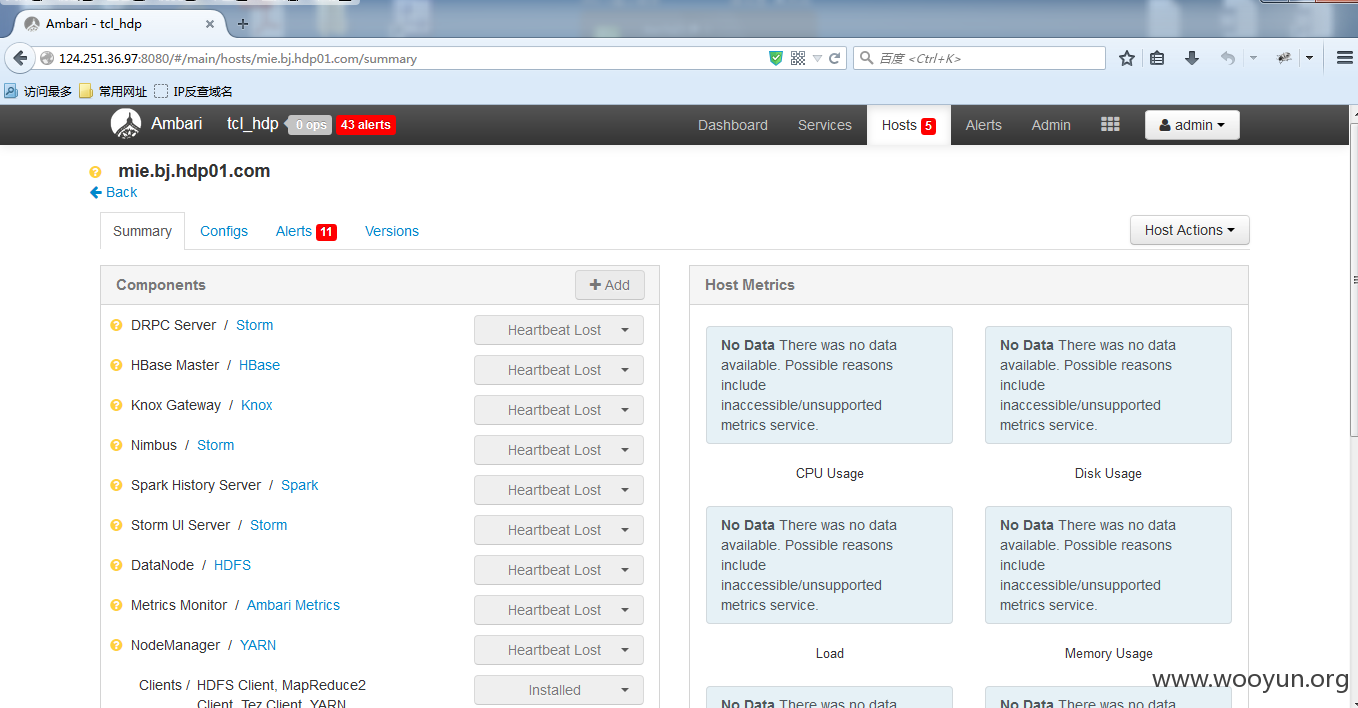 Ambari - tcl_hdp
124.251.36.97:8080/#/main/hosts/mie.bj.hdp01.com/summary
百度 <Ctrl+K>
访问最多 常用网址 IP反查域名
Ambari tcl_hdp 0 ops 43 alerts Dashboard Services Hosts 5 Alerts Admin admin
mie.bj.hdp01.com
Back
Summary Configs Alerts 11 Versions Host Actions
Components Add
DRPC Server / Storm Heartbeat Lost
HBase Master / HBase Heartbeat Lost
Knox Gateway / Knox Heartbeat Lost
Nimbus / Storm Heartbeat Lost
Spark History Server / Spark Heartbeat Lost
Storm UI Server / Storm Heartbeat Lost
DataNode / HDFS Heartbeat Lost
Metrics Monitor / Ambari Metrics Heartbeat Lost
NodeManager / YARN Heartbeat Lost
Clients / HDFS Client, MapReduce2 Installed
Client, Tez Client, YARN
Host Metrics
No Data There was no data
available. Possible reasons
include
inaccessible/unsupported
metrics service.
CPU Usage
No Data There was no data
available. Possible reasons
include
inaccessible/unsupported
metrics service.
Disk Usage
No Data There was no data
available. Possible reasons
include
inaccessible/unsupported
metrics service.
Load
No Data There was no data
available. Possible reasons
include
inaccessible/unsupported
metrics service.
Memory Usage
No Data There was no data
No Data There was no data
www.wooyun.org